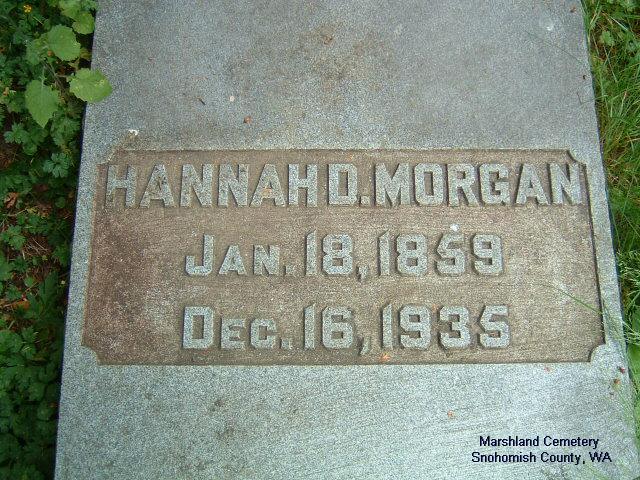 HANNAH D. MORGAN
JAN. 18, 1859
DEC. 16, 1935
Marshland Cemetery
Snohomish County, WA